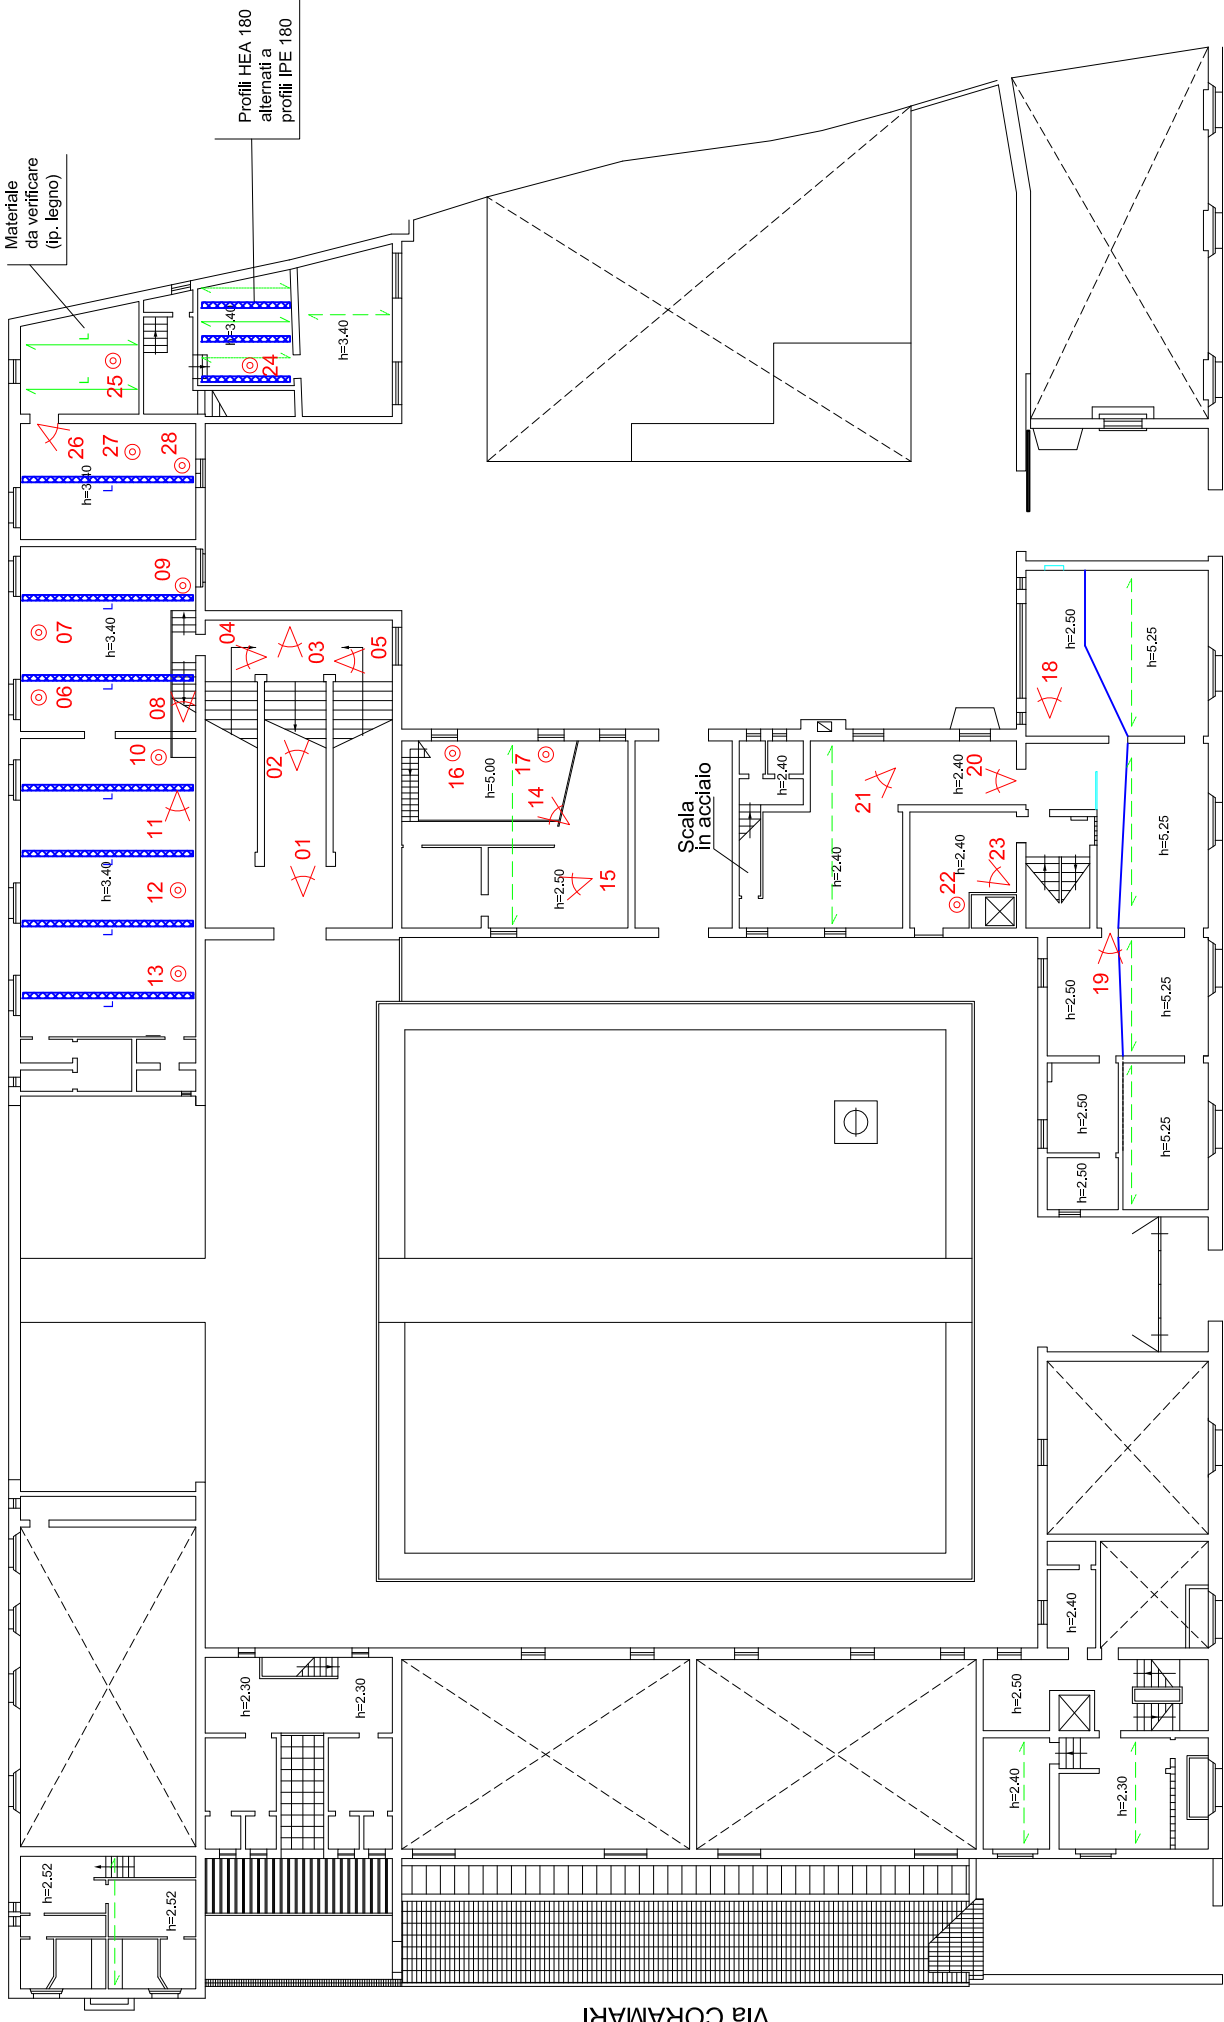 Materiale
da verificare
(ip. legno)
Profili HEA 180
alternati a
profili IPE 180
L
L
25
h=3.40
24
h=3.40
26
27
28
h=3.40
L
09
07
h=3.40
L
06
L
08
04
03
05
02
01
10
11
L
L
h=3.40
12
L
13
L
16
h=5.00
17
14
h=2.50
15
Scala
in acciaio
h=2.40
21
h=2.40
20
h=2.40
h=2.40
22
23
h=2.50
18
h=5.25
h=5.25
19
h=2.50
h=5.25
h=2.50
h=5.25
h=2.50
h=2.40
h=2.50
h=2.40
h=2.30
h=2.30
h=2.30
h=2.52
h=2.52
Via CORAMARI